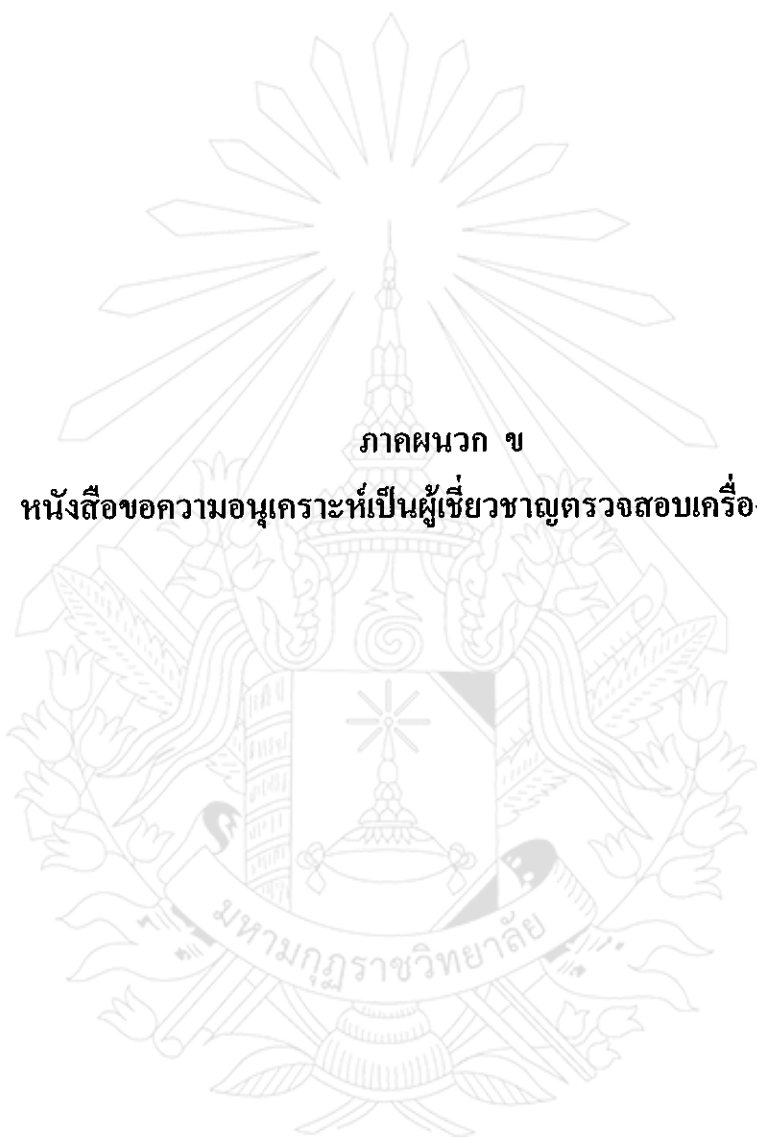 ภาคผนวก ข
หนังสือขอความอนุเคราะห์เป็นผู้เชี่ยวชาญตรวจสอบเครื่อง
มหามกุฏราชวิทยาลัย